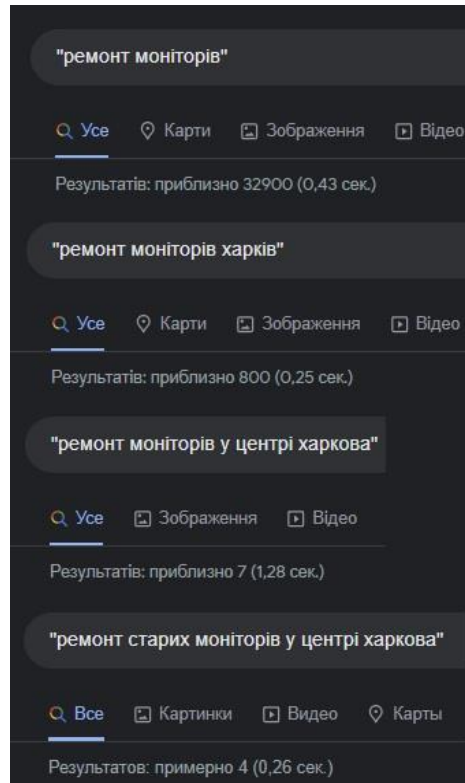 "ремонт моніторів"
Усе Карти Зображення Відео
Результатів: приблизно 32900 (0,43 сек.)
"ремонт моніторів харків"
Усе Карти Зображення Відео
Результатів: приблизно 800 (0,25 сек.)
"ремонт моніторів у центрі харкова"
Усе Зображення Відео
Результатів: приблизно 7 (1,28 сек.)
"ремонт старих моніторів у центрі харкова"
Все Картинки Видео Карты
Результатов: примерно 4 (0,26 сек.)